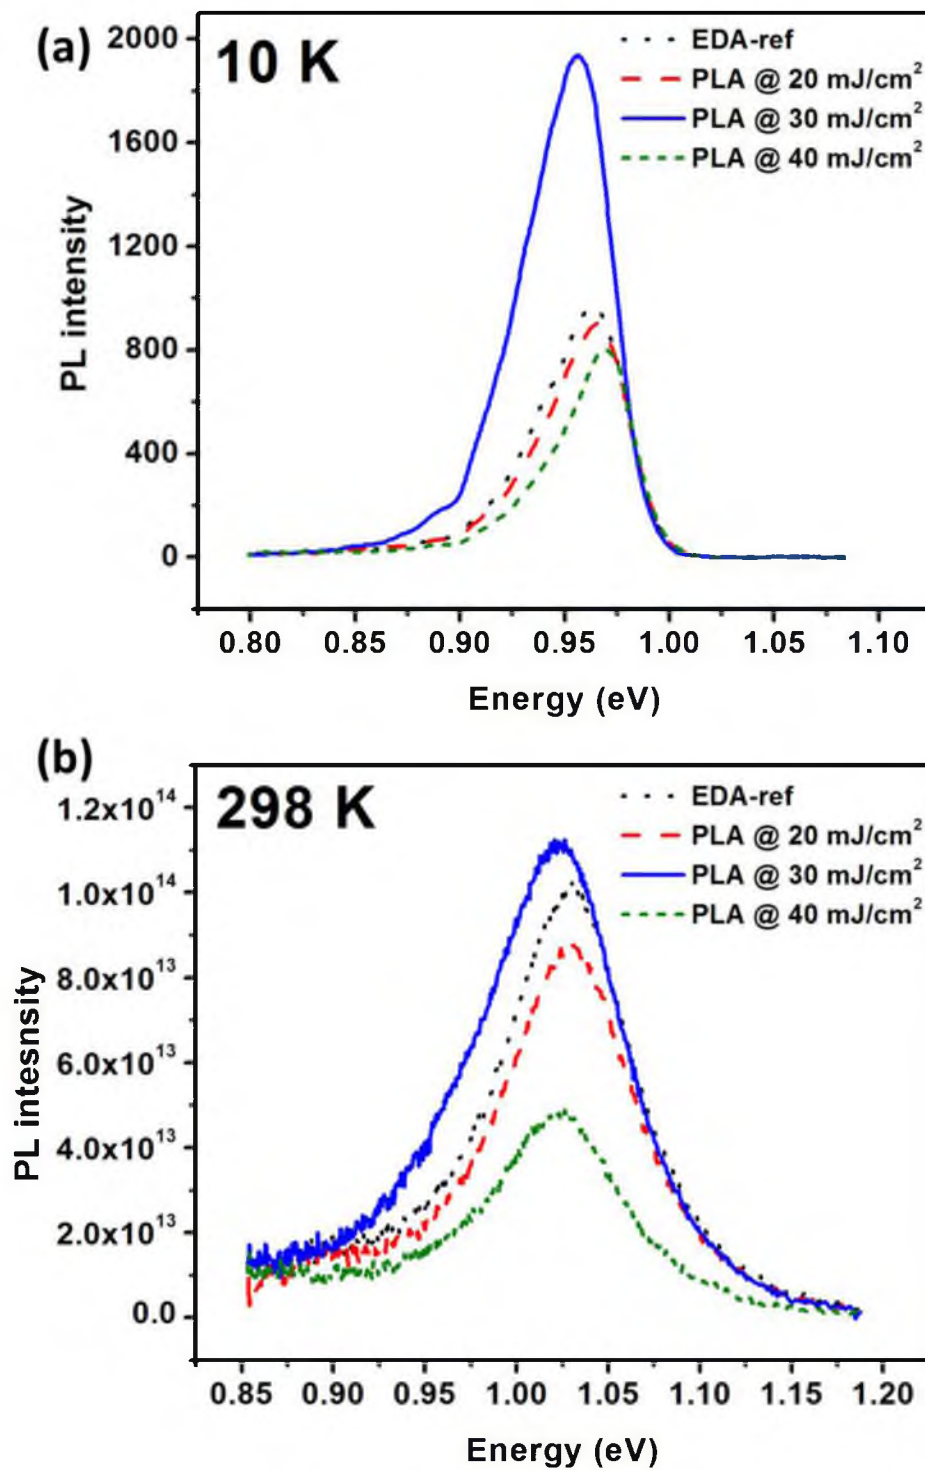 (a)
10 K
EDA-ref
PLA @ 20 mJ/cm²
PLA @ 30 mJ/cm²
PLA @ 40 mJ/cm²
PL intensity
2000
1600
1200
800
400
0
0.80 0.85 0.90 0.95 1.00 1.05 1.10
Energy (eV)
(b)
298 K
EDA-ref
PLA @ 20 mJ/cm²
PLA @ 30 mJ/cm²
PLA @ 40 mJ/cm²
PL intesnsity
1.2x10¹⁴
1.0x10¹⁴
8.0x10¹³
6.0x10¹³
4.0x10¹³
2.0x10¹³
0.0
0.85 0.90 0.95 1.00 1.05 1.10 1.15 1.20
Energy (eV)